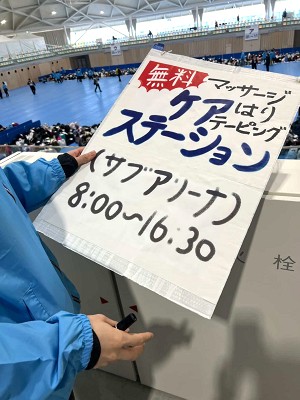 無料
マッサージ
はり
テーピング
ケア
ステーション
(サブアリーナ)
8:00~16:30
栓